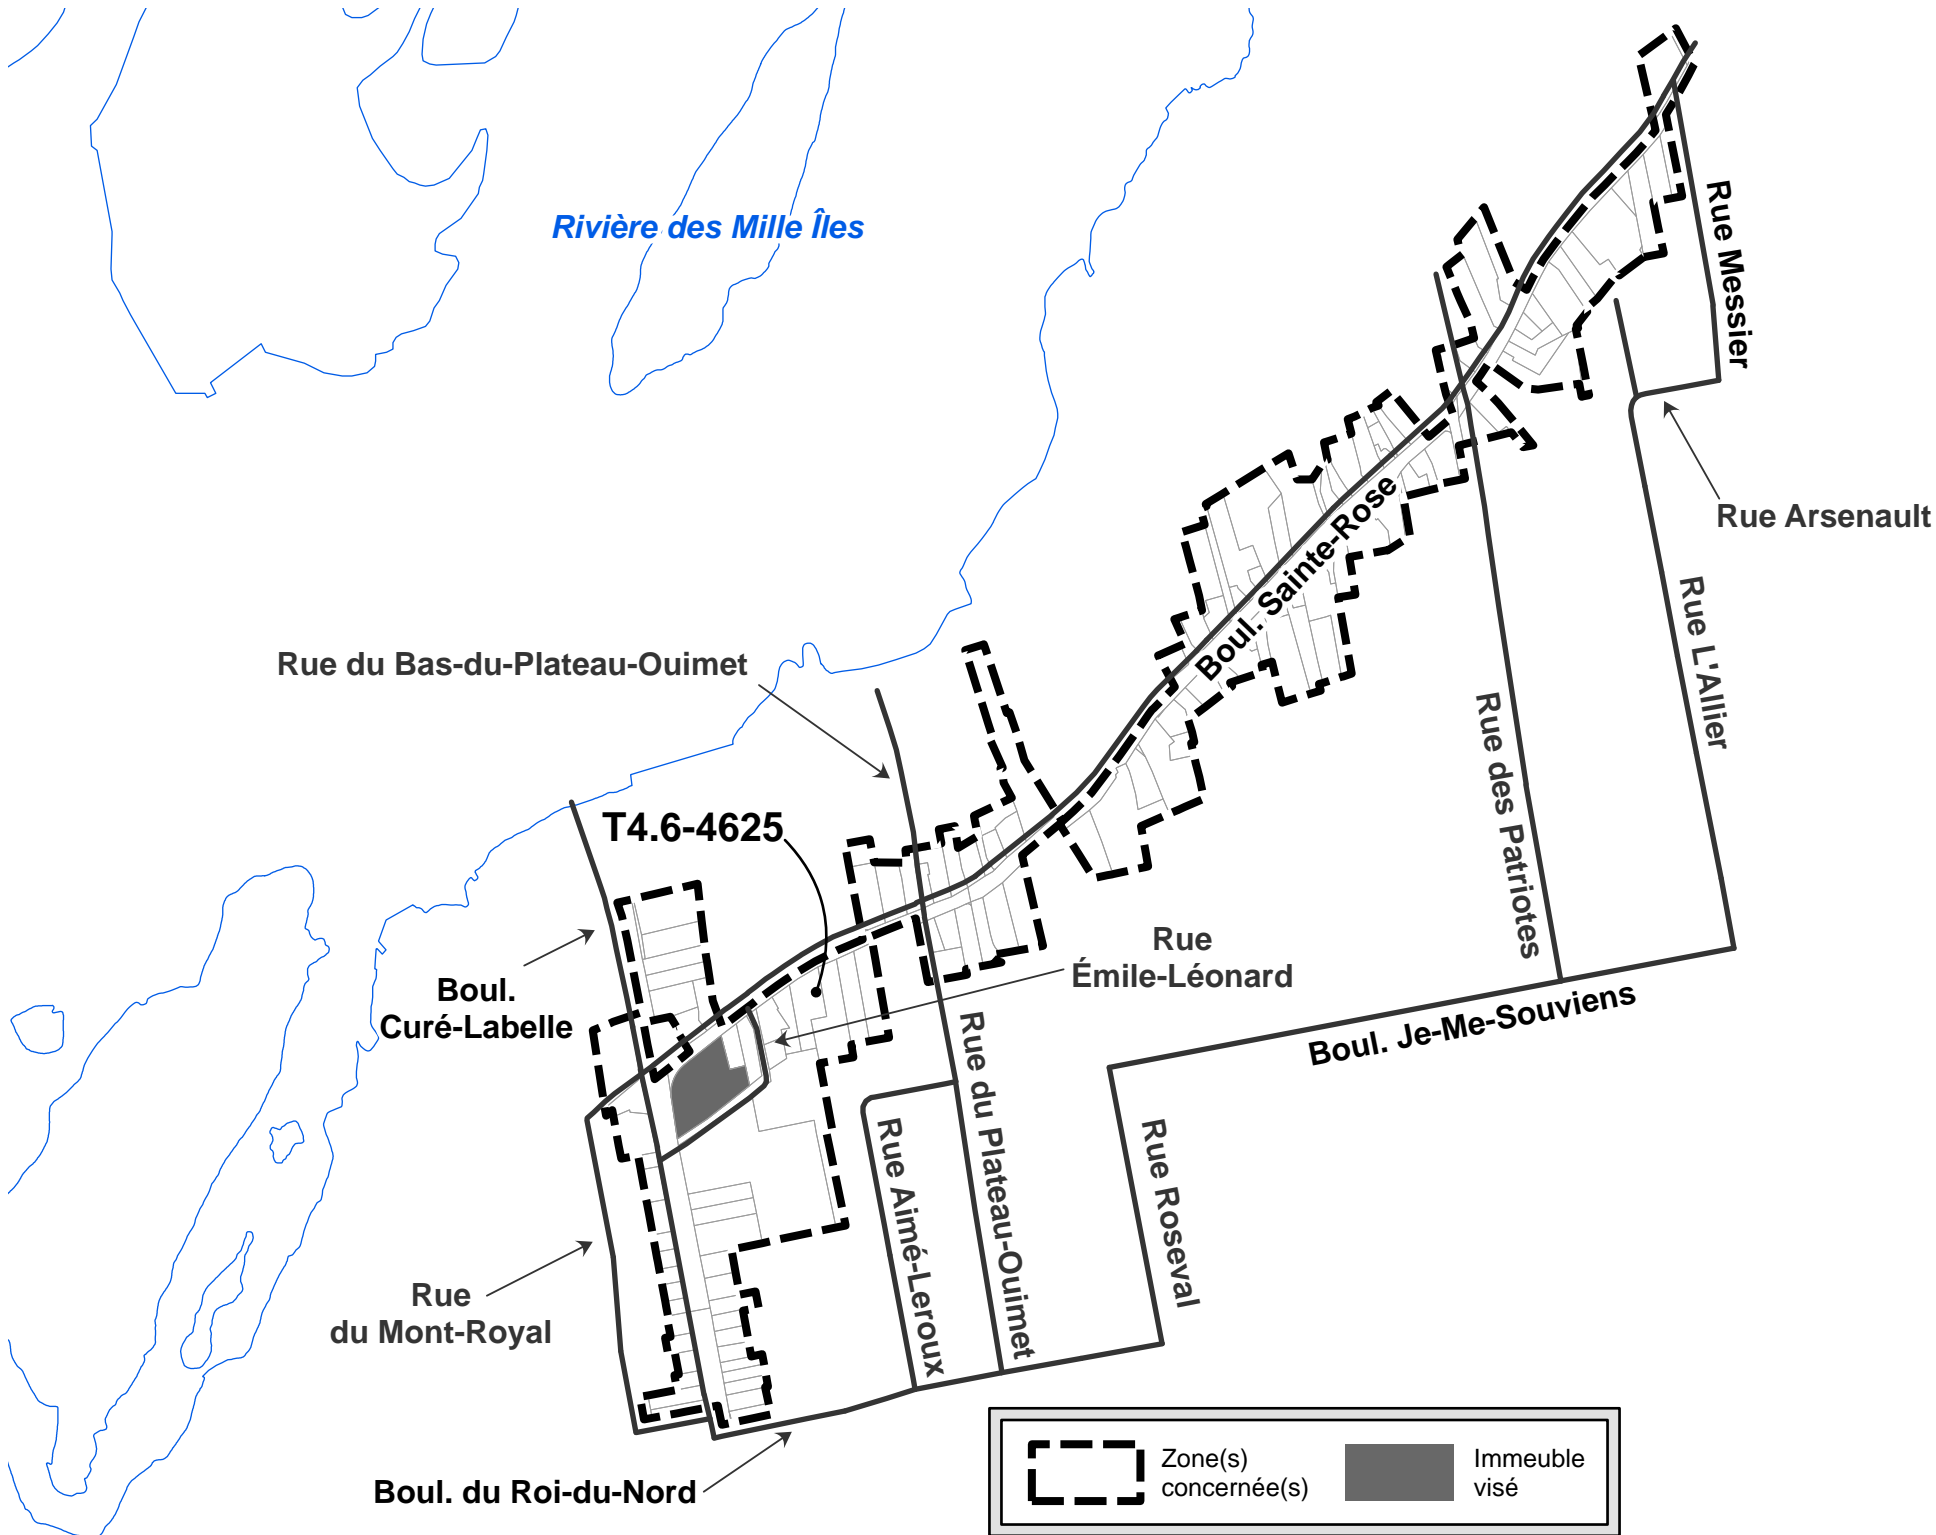 Rivière des Mille Îles
Rue Messier
Rue Arsenault
Boul. Sainte-Rose
Rue L'Allier
Rue du Bas-du-Plateau-Ouimet
Rue des Patriotes
T4.6-4625
Rue
Émile-Léonard
Boul.
Curé-Labelle
Boul. Je-Me-Souviens
Rue du Plateau-Ouimet
Rue Aimé-Leroux
Rue Roseval
Rue
du Mont-Royal
Boul. du Roi-du-Nord
Zone(s)
concernée(s)
Immeuble
visé